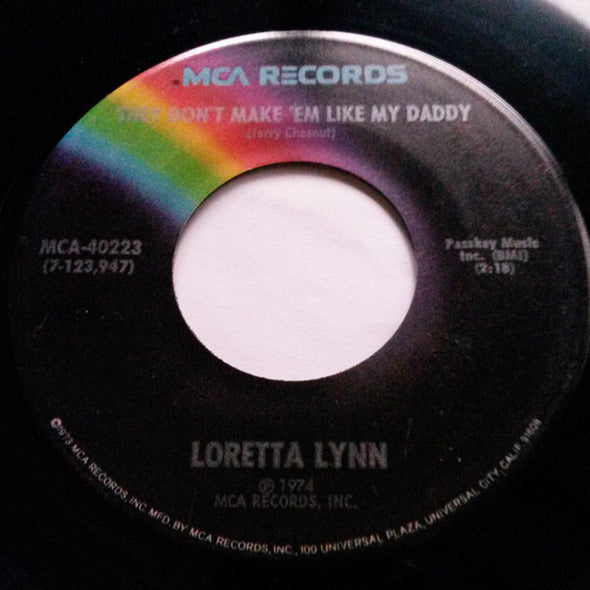 MCA RECORDS
THEY DON'T MAKE 'EM LIKE MY DADDY
(Jerry Chesnut)
MCA-40223
(7-123,947)
Passkey Music
Inc. (BMI)
(2:18)
LORETTA LYNN
℗ 1974
MCA RECORDS, INC.
©1973 MCA RECORDS, INC MFD. BY MCA RECORDS, INC., 100 UNIVERSAL PLAZA, UNIVERSAL CITY, CALIF. 91608